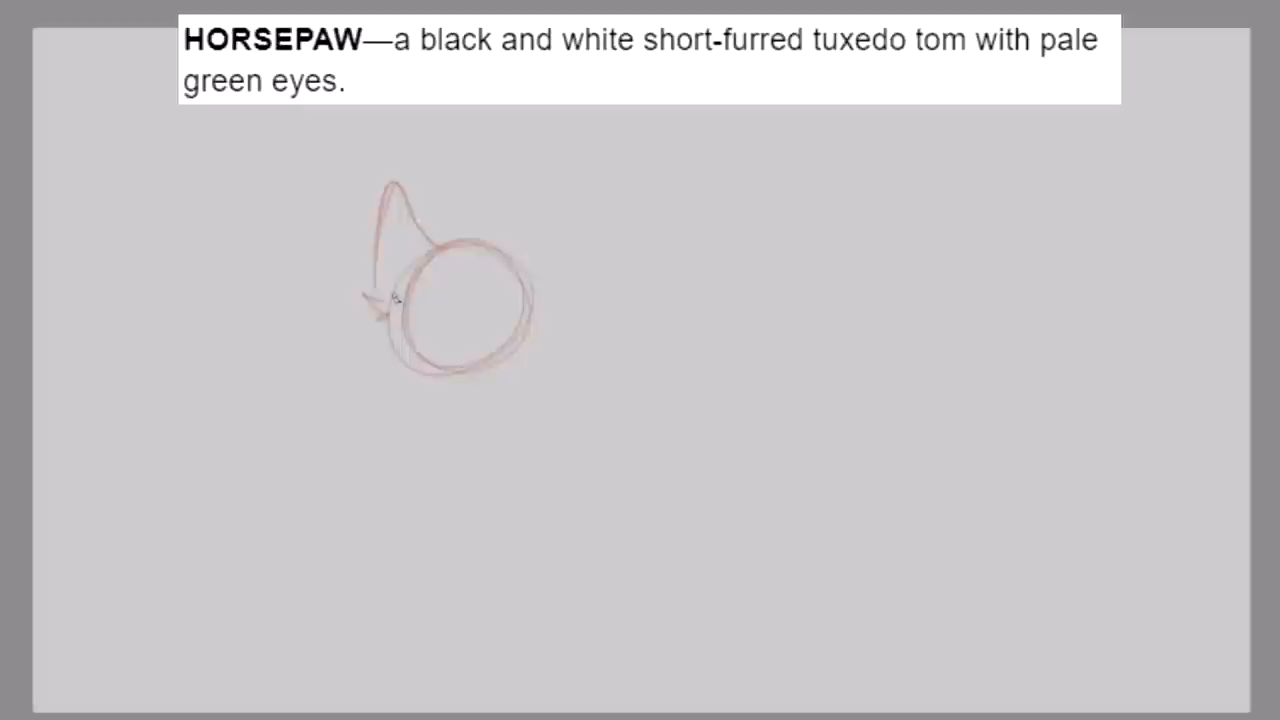 HORSEPAW—a black and white short-furred tuxedo tom with pale
green eyes.